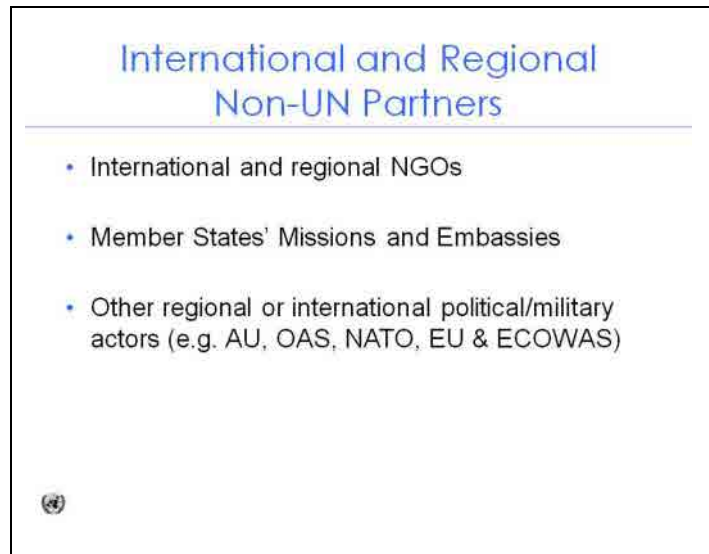 International and Regional
Non-UN Partners
• International and regional NGOs
• Member States’ Missions and Embassies
• Other regional or international political/military
actors (e.g. AU, OAS, NATO, EU & ECOWAS)